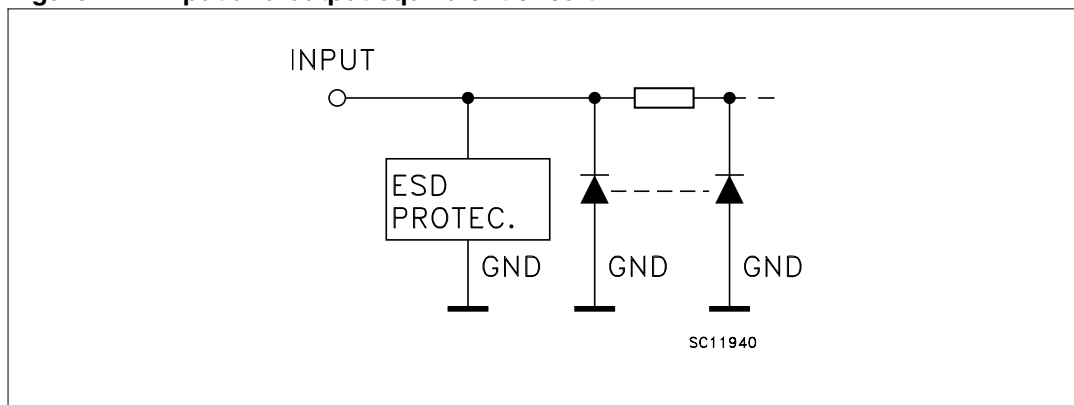 INPUT
ESD
PROTEC.
GND
GND
GND
SC11940